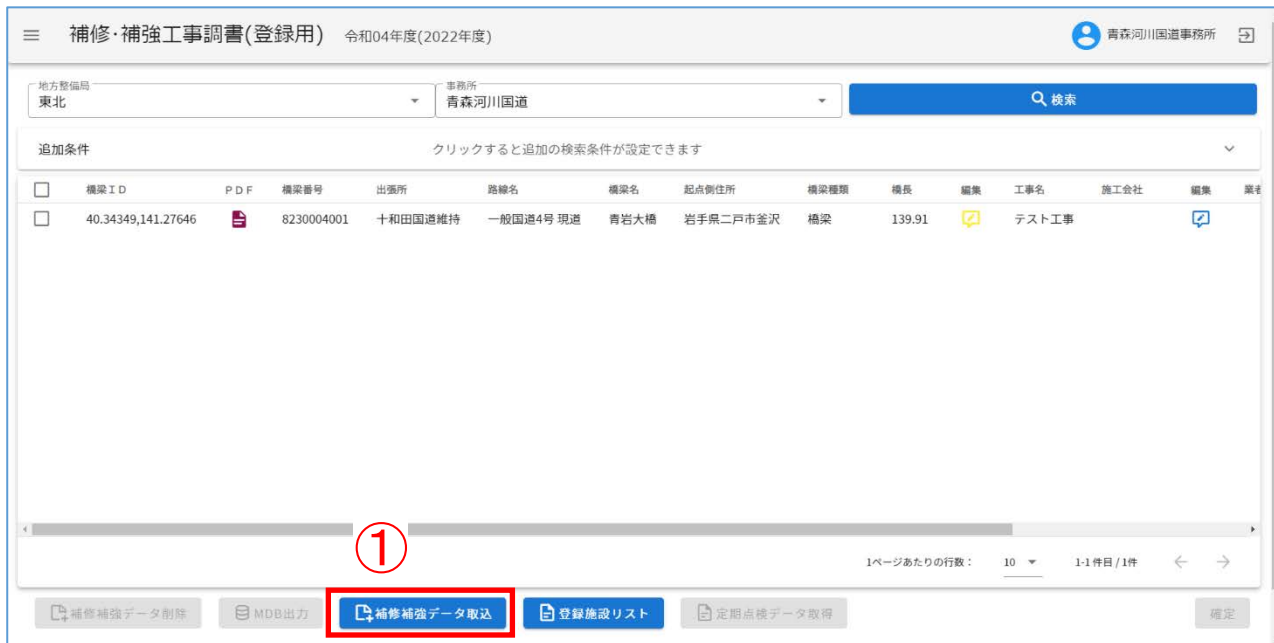 補修･補強工事調書(登録用) 令和04年度(2022年度) 青森河川国道事務所
地方整備局 事務所
東北 青森河川国道 検索
追加条件 クリックすると追加の検索条件が設定できます
橋梁ＩＤ ＰＤＦ 橋梁番号 出張所 路線名 橋梁名 起点側住所 橋梁種類 橋長 編集 工事名 施工会社 編集 業者
40.34349,141.27646 8230004001 十和田国道維持 一般国道4号 現道 青岩大橋 岩手県二戸市釜沢 橋梁 139.91 テスト工事
①
1ページあたりの行数： 10 1-1 件目 / 1件
補修補強データ削除 MDB出力 補修補強データ取込 登録施設リスト 定期点検データ取得 確定